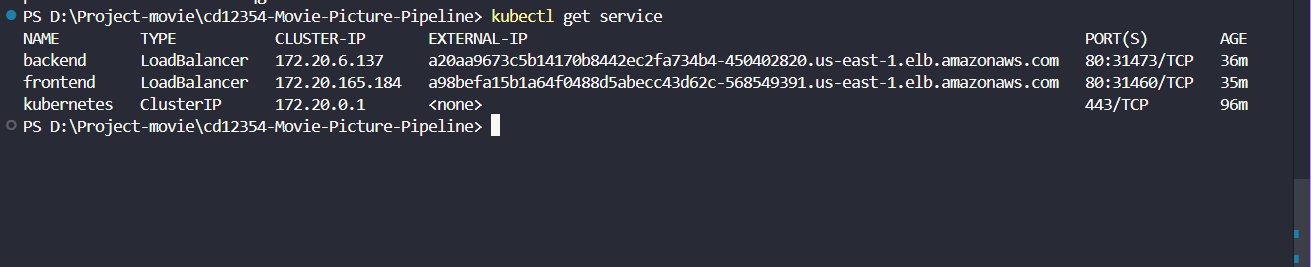 PS D:\Project-movie\cd12354-Movie-Picture-Pipeline> kubectl get service
NAME TYPE CLUSTER-IP EXTERNAL-IP PORT(S) AGE
backend LoadBalancer 172.20.6.137 a20aa9673c5b14170b8442ec2fa734b4-450402820.us-east-1.elb.amazonaws.com 80:31473/TCP 36m
frontend LoadBalancer 172.20.165.184 a98befa15b1a64f0488d5abecc43d62c-568549391.us-east-1.elb.amazonaws.com 80:31460/TCP 35m
kubernetes ClusterIP 172.20.0.1 <none> 443/TCP 96m
PS D:\Project-movie\cd12354-Movie-Picture-Pipeline>